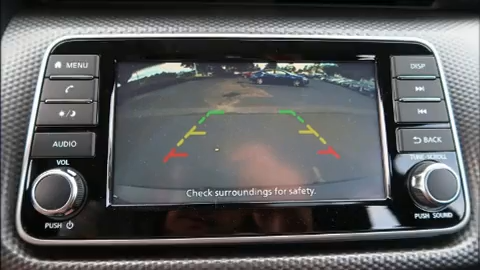 MENU
AUDIO
VOL
PUSH
Check surroundings for safety.
DISP
BACK
TUNE·SCROLL
PUSH SOUND